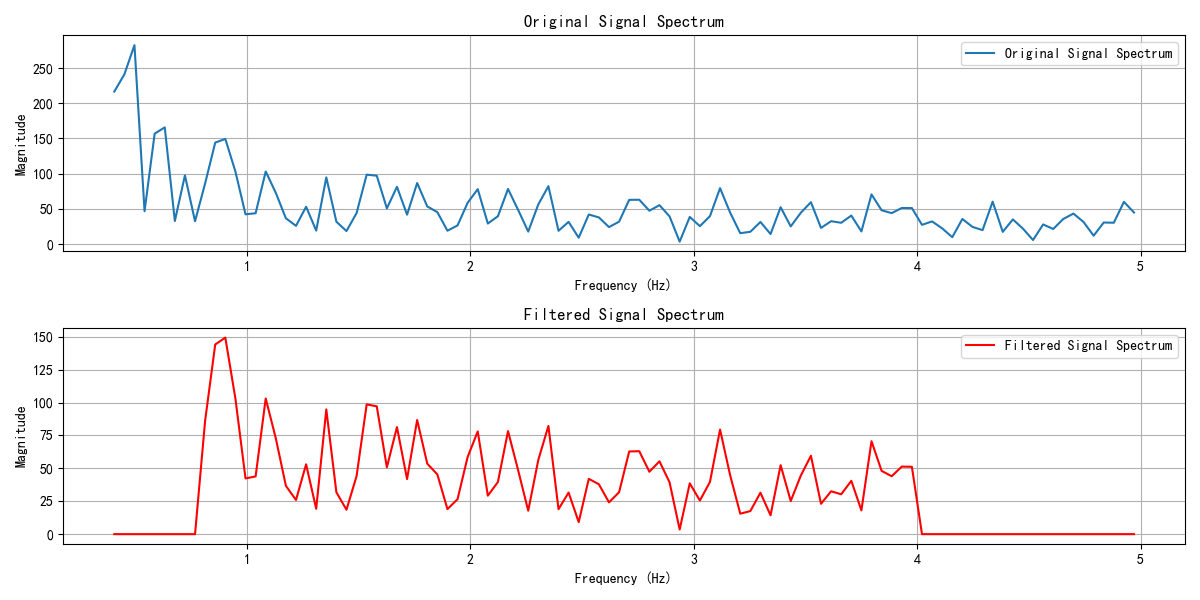 Original Signal Spectrum
Original Signal Spectrum
Magnitude
250
200
150
100
50
0
1 2 3 4 5
Frequency (Hz)
Filtered Signal Spectrum
Filtered Signal Spectrum
Magnitude
150
125
100
75
50
25
0
1 2 3 4 5
Frequency (Hz)